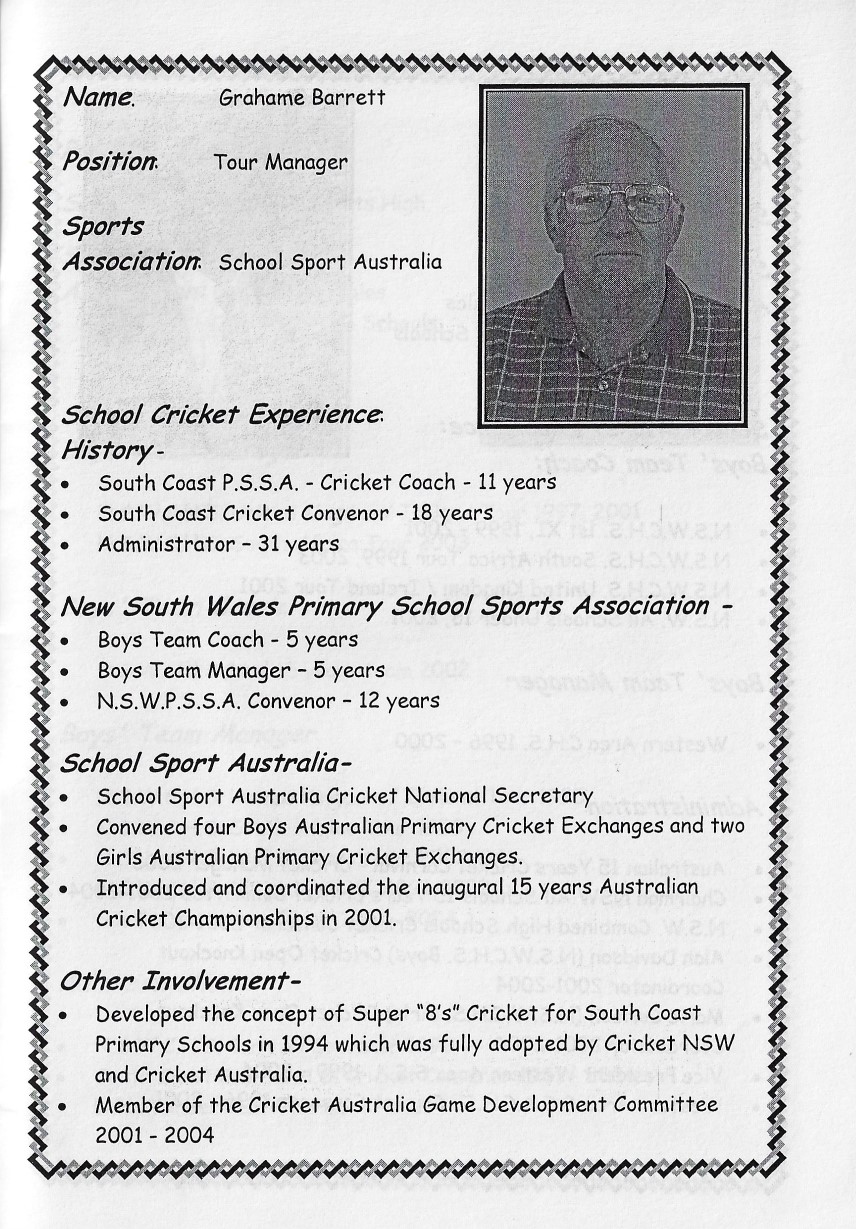 Name. Grahame Barrett
Position: Tour Manager
Sports
Association: School Sport Australia
School Cricket Experience:
History-
• South Coast P.S.S.A. - Cricket Coach - 11 years
• South Coast Cricket Convenor - 18 years
• Administrator – 31 years
New South Wales Primary School Sports Association -
• Boys Team Coach - 5 years
• Boys Team Manager – 5 years
• N.S.W.P.S.S.A. Convenor – 12 years
School Sport Australia-
• School Sport Australia Cricket National Secretary
• Convened four Boys Australian Primary Cricket Exchanges and two
Girls Australian Primary Cricket Exchanges.
• Introduced and coordinated the inaugural 15 years Australian
Cricket Championships in 2001.
Other Involvement-
• Developed the concept of Super "8's" Cricket for South Coast
Primary Schools in 1994 which was fully adopted by Cricket NSW
and Cricket Australia.
• Member of the Cricket Australia Game Development Committee
2001 - 2004